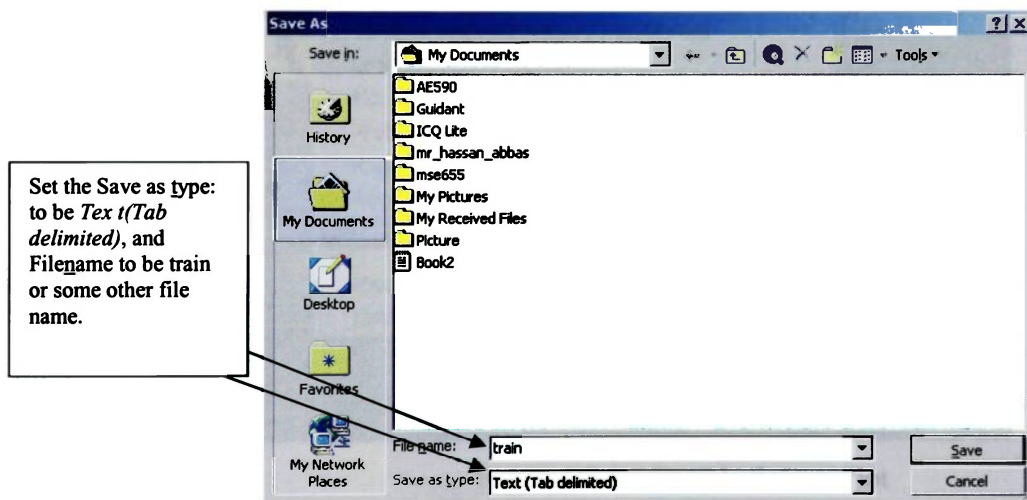 Save As
Save in:
My Documents
Tools
History
My Documents
Desktop
Favorites
My Network
Places
AE590
Guidant
ICQ Lite
mr_hassan_abbas
mse655
My Pictures
My Received Files
Picture
Book2
File name:
train
Save
Save as type:
Text (Tab delimited)
Cancel
Set the Save as type:
to be Tex t(Tab
delimited), and
Filename to be train
or some other file
name.